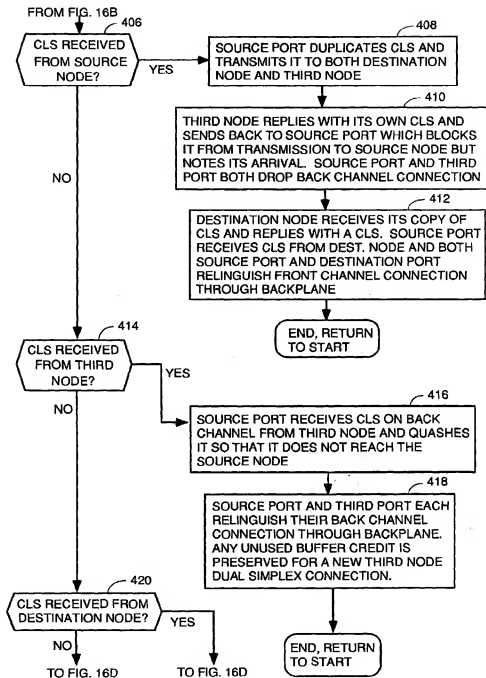 FROM FIG. 16B
406
CLS RECEIVED
FROM SOURCE
NODE?
YES
NO
408
SOURCE PORT DUPLICATES CLS AND
TRANSMITS IT TO BOTH DESTINATION
NODE AND THIRD NODE
410
THIRD NODE REPLIES WITH ITS OWN CLS AND
SENDS BACK TO SOURCE PORT WHICH BLOCKS
IT FROM TRANSMISSION TO SOURCE NODE BUT
NOTES ITS ARRIVAL. SOURCE PORT AND THIRD
PORT BOTH DROP BACK CHANNEL CONNECTION
412
DESTINATION NODE RECEIVES ITS COPY OF
CLS AND REPLIES WITH A CLS. SOURCE PORT
RECEIVES CLS FROM DEST. NODE AND BOTH
SOURCE PORT AND DESTINATION PORT
RELINGUISH FRONT CHANNEL CONNECTION
THROUGH BACKPLANE
END, RETURN
TO START
414
CLS RECEIVED
FROM THIRD
NODE?
YES
NO
416
SOURCE PORT RECEIVES CLS ON BACK
CHANNEL FROM THIRD NODE AND QUASHES
IT SO THAT IT DOES NOT REACH THE
SOURCE NODE
418
SOURCE PORT AND THIRD PORT EACH
RELINGUISH THEIR BACK CHANNEL
CONNECTION THROUGH BACKPLANE.
ANY UNUSED BUFFER CREDIT IS
PRESERVED FOR A NEW THIRD NODE
DUAL SIMPLEX CONNECTION.
END, RETURN
TO START
420
CLS RECEIVED FROM
DESTINATION NODE?
YES
NO
TO FIG. 16D
TO FIG. 16D